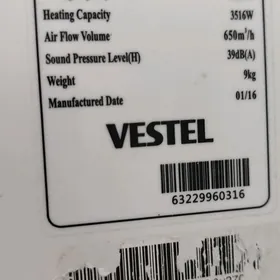 Heating Capacity 3516W
Air Flow Volume 650m³/h
Sound Pressure Level(H) 39dB(A)
Weight 9kg
Manufactured Date 01/16
VESTEL
63229960316